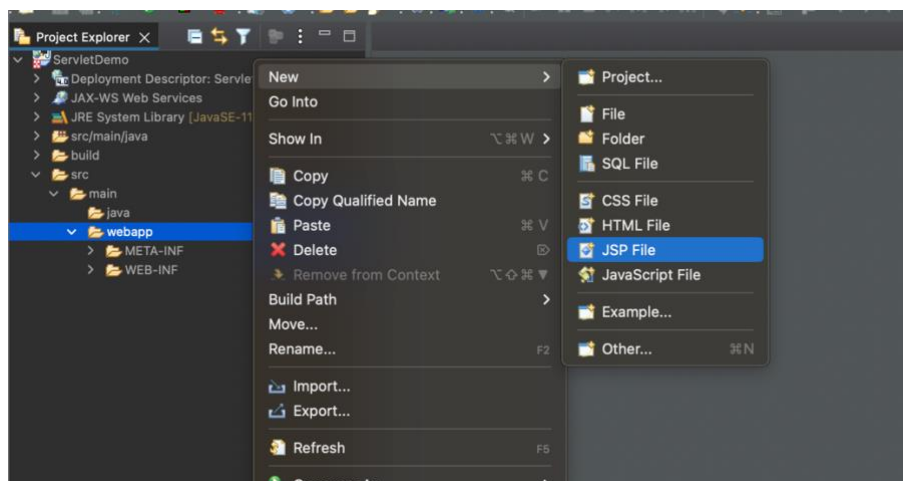 Project Explorer
ServletDemo
Deployment Descriptor: Servle
JAX-WS Web Services
JRE System Library [JavaSE-11
src/main/java
build
src
main
java
webapp
META-INF
WEB-INF
New
Go Into
Show In ⌥⌘W
Copy ⌘C
Copy Qualified Name
Paste ⌘V
Delete ⌦
Remove from Context ⌥⇧⌘▼
Build Path
Move...
Rename... F2
Import...
Export...
Refresh F5
Project...
File
Folder
SQL File
CSS File
HTML File
JSP File
JavaScript File
Example...
Other... ⌘N